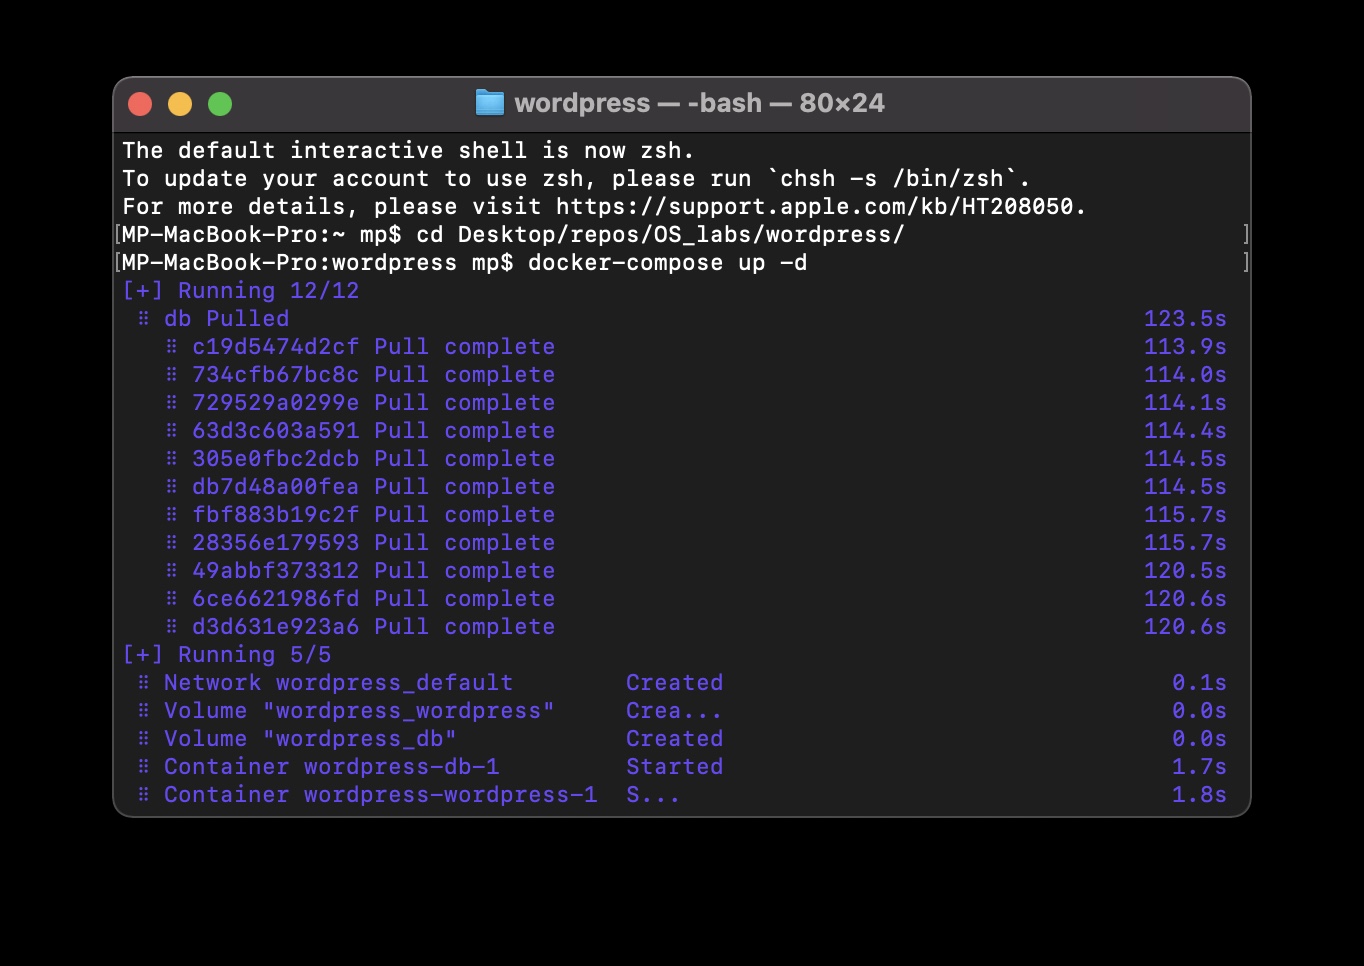 wordpress — -bash — 80×24
The default interactive shell is now zsh.
To update your account to use zsh, please run `chsh -s /bin/zsh`.
For more details, please visit https://support.apple.com/kb/HT208050.
[MP-MacBook-Pro:~ mp$ cd Desktop/repos/OS_labs/wordpress/ ]
[MP-MacBook-Pro:wordpress mp$ docker-compose up -d ]
[+] Running 12/12
⠿ db Pulled 123.5s
⠿ c19d5474d2cf Pull complete 113.9s
⠿ 734cfb67bc8c Pull complete 114.0s
⠿ 729529a0299e Pull complete 114.1s
⠿ 63d3c603a591 Pull complete 114.4s
⠿ 305e0fbc2dcb Pull complete 114.5s
⠿ db7d48a00fea Pull complete 114.5s
⠿ fbf883b19c2f Pull complete 115.7s
⠿ 28356e179593 Pull complete 115.7s
⠿ 49abbf373312 Pull complete 120.5s
⠿ 6ce6621986fd Pull complete 120.6s
⠿ d3d631e923a6 Pull complete 120.6s
[+] Running 5/5
⠿ Network wordpress_default Created 0.1s
⠿ Volume "wordpress_wordpress" Crea... 0.0s
⠿ Volume "wordpress_db" Created 0.0s
⠿ Container wordpress-db-1 Started 1.7s
⠿ Container wordpress-wordpress-1 S... 1.8s